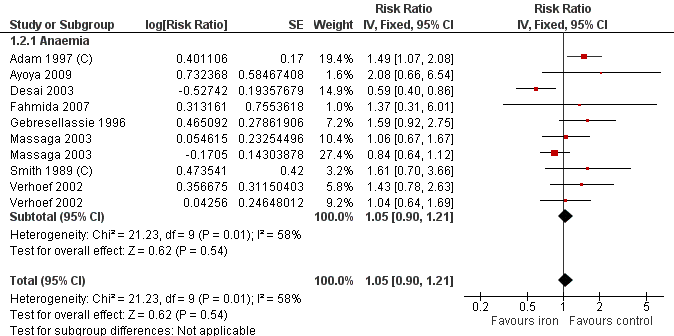 Risk Ratio Risk Ratio
Study or Subgroup log[Risk Ratio] SE Weight IV, Fixed, 95% CI IV, Fixed, 95% CI
1.2.1 Anaemia
Adam 1997 (C) 0.401106 0.17 19.4% 1.49 [1.07, 2.08]
Ayoya 2009 0.732368 0.58467408 1.6% 2.08 [0.66, 6.54]
Desai 2003 -0.52742 0.19357679 14.9% 0.59 [0.40, 0.86]
Fahmida 2007 0.313161 0.7553618 1.0% 1.37 [0.31, 6.01]
Gebresellassie 1996 0.465092 0.27861906 7.2% 1.59 [0.92, 2.75]
Massaga 2003 0.054615 0.23254496 10.4% 1.06 [0.67, 1.67]
Massaga 2003 -0.1705 0.14303878 27.4% 0.84 [0.64, 1.12]
Smith 1989 (C) 0.473541 0.42 3.2% 1.61 [0.70, 3.66]
Verhoef 2002 0.356675 0.31150403 5.8% 1.43 [0.78, 2.63]
Verhoef 2002 0.04256 0.24648012 9.2% 1.04 [0.64, 1.69]
Subtotal (95% CI) 100.0% 1.05 [0.90, 1.21]
Heterogeneity: Chi² = 21.23, df = 9 (P = 0.01); I² = 58%
Test for overall effect: Z = 0.62 (P = 0.54)
Total (95% CI) 100.0% 1.05 [0.90, 1.21]
Heterogeneity: Chi² = 21.23, df = 9 (P = 0.01); I² = 58%
Test for overall effect: Z = 0.62 (P = 0.54)
Test for subgroup differences: Not applicable
0.2 0.5 1 2 5
Favours iron Favours control